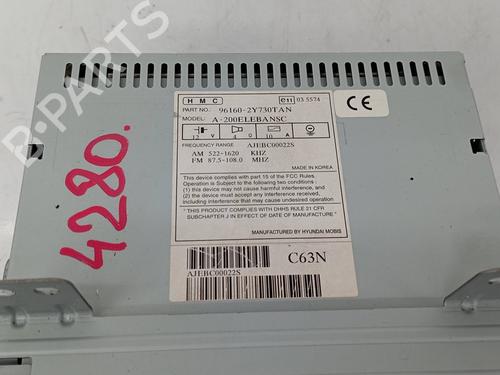 B-PARTS
HMC
e11 03 5574
PART NO. 96160-2Y730TAN
MODEL: A-200ELEBANSC
12 V 4 Ω 10 A
FREQUENCY RANGE AJEBC00022S
AM 522-1620 KHZ
FM 87.5-108.0 MHZ
MADE IN KOREA
This device complies with part 15 of the FCC Rules
Operation is Subject to the following two conditions:
(1) this device may not cause harmful interference, and
(2) this device must accept any interference received,
including interference that may cause undesired operation
" THIS PRODUCT COMPLIES WITH DHHS RULE 21 CFR
SUBCHAPTER J IN EFFECT AT DATE OF MANUFACTURE "
MANUFACTURED BY HYUNDAI MOBIS
AJEBC00022S
C63N
CE
4280.